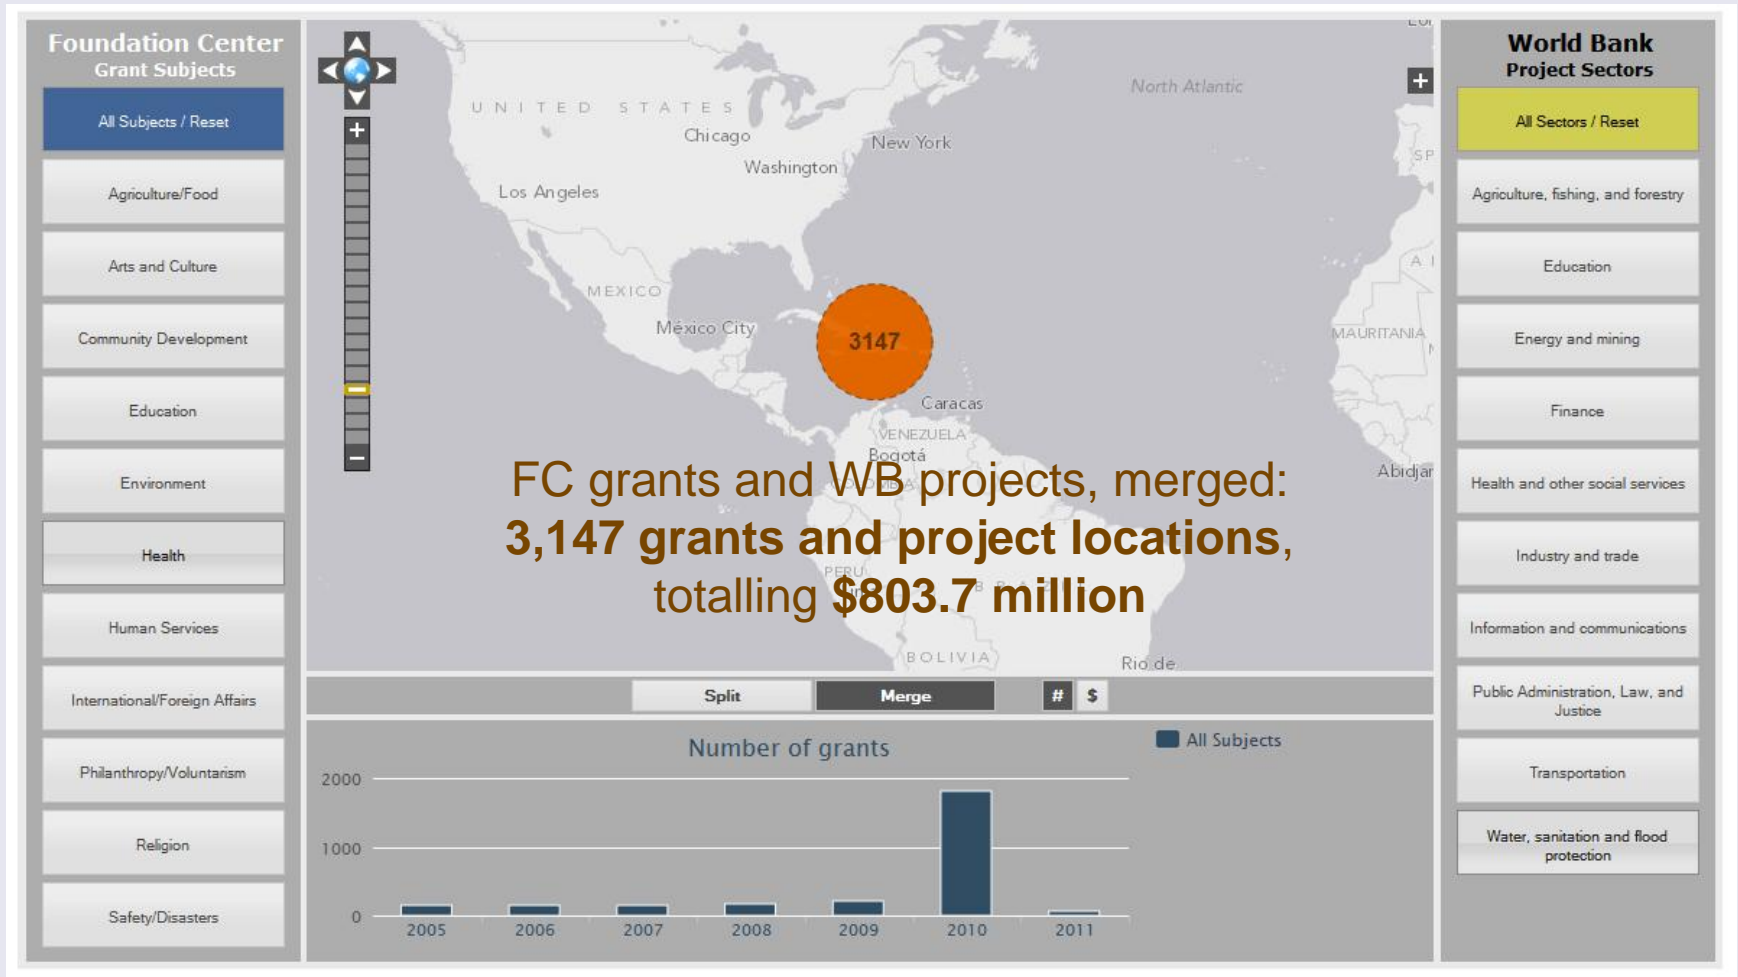 Foundation Center
Grant Subjects
All Subjects / Reset
Agriculture/Food
Arts and Culture
Community Development
Education
Environment
Health
Human Services
International/Foreign Affairs
Philanthropy/Voluntarism
Religion
Safety/Disasters
+
−
North Atlantic
+
UNITED STATES
Chicago
New York
Washington
Los Angeles
MEXICO
México City
3147
MAURITANIA
Caracas
VENEZUELA
Bogotá
Abidjan
FC grants and WB projects, merged:
3,147 grants and project locations,
totalling $803.7 million
PERU
BRAZIL
BOLIVIA
Rio de
Split
Merge
#
$
Number of grants
All Subjects
2000
1000
0
2005
2006
2007
2008
2009
2010
2011
World Bank
Project Sectors
All Sectors / Reset
Agriculture, fishing, and forestry
Education
Energy and mining
Finance
Health and other social services
Industry and trade
Information and communications
Public Administration, Law, and
Justice
Transportation
Water, sanitation and flood
protection